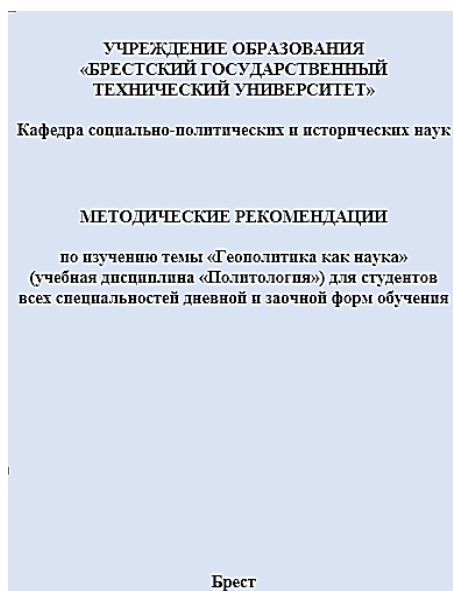 УЧРЕЖДЕНИЕ ОБРАЗОВАНИЯ
«БРЕСТСКИЙ ГОСУДАРСТВЕННЫЙ
ТЕХНИЧЕСКИЙ УНИВЕРСИТЕТ»
Кафедра социально-политических и исторических наук
МЕТОДИЧЕСКИЕ РЕКОМЕНДАЦИИ
по изучению темы «Геополитика как наука»
(учебная дисциплина «Политология») для студентов
всех специальностей дневной и заочной форм обучения
Брест